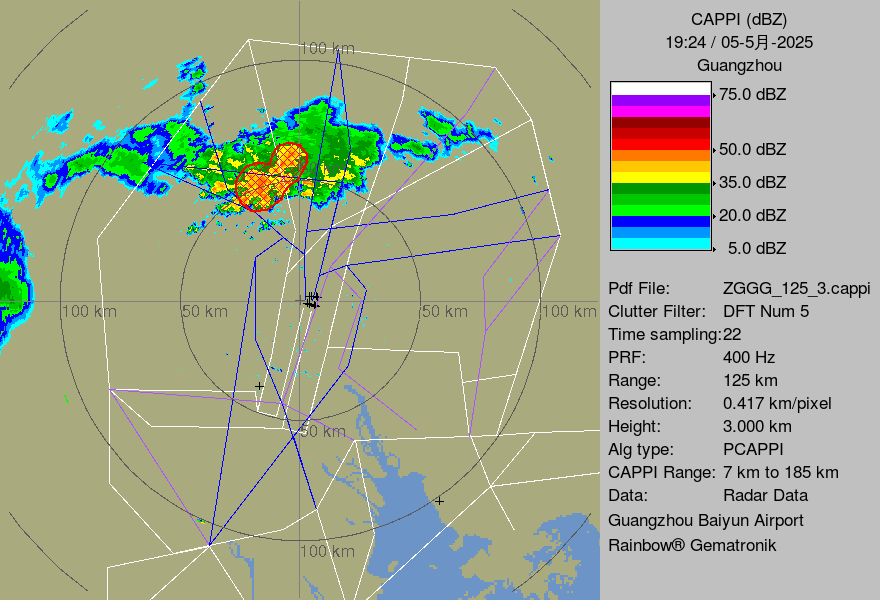 CAPPI (dBZ)
19:24 / 05-5月-2025
Guangzhou
75.0 dBZ
50.0 dBZ
35.0 dBZ
20.0 dBZ
5.0 dBZ
Pdf File: ZGGG_125_3.cappi
Clutter Filter: DFT Num 5
Time sampling:22
PRF: 400 Hz
Range: 125 km
Resolution: 0.417 km/pixel
Height: 3.000 km
Alg type: PCAPPI
CAPPI Range: 7 km to 185 km
Data: Radar Data
Guangzhou Baiyun Airport
Rainbow® Gematronik
100 km
100 km
50 km
50 km
100 km
50 km
100 km